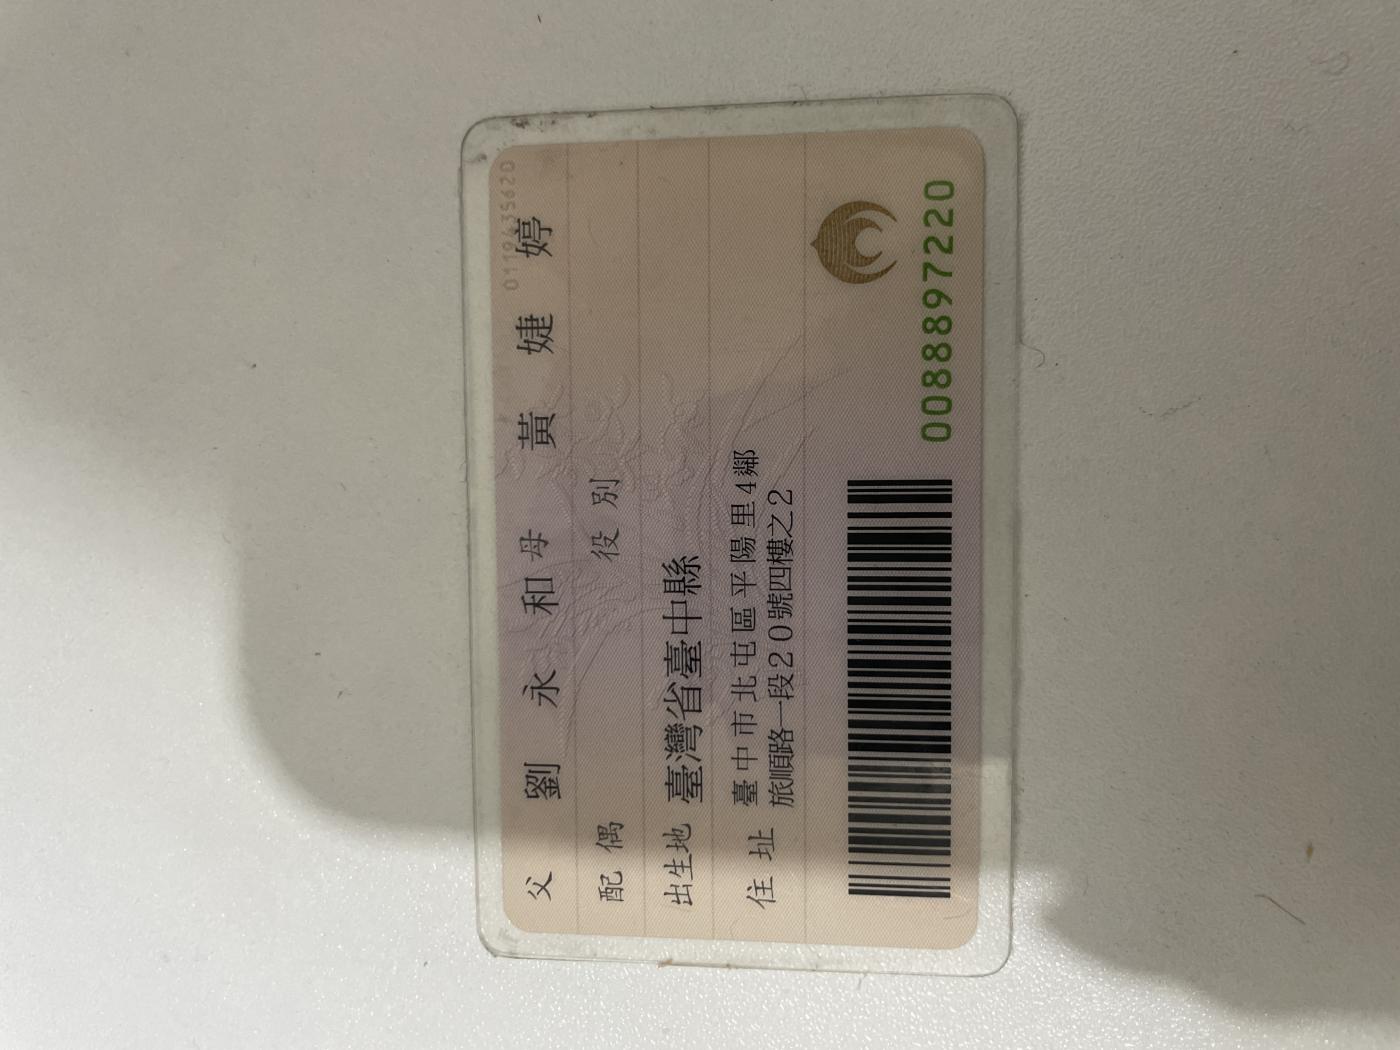 父 劉永和 母 黃婕婷
配偶 役別
出生地 臺灣省臺中縣
住址 臺中市北屯區平陽里4鄰
旅順路一段20號四樓之2
0088897220